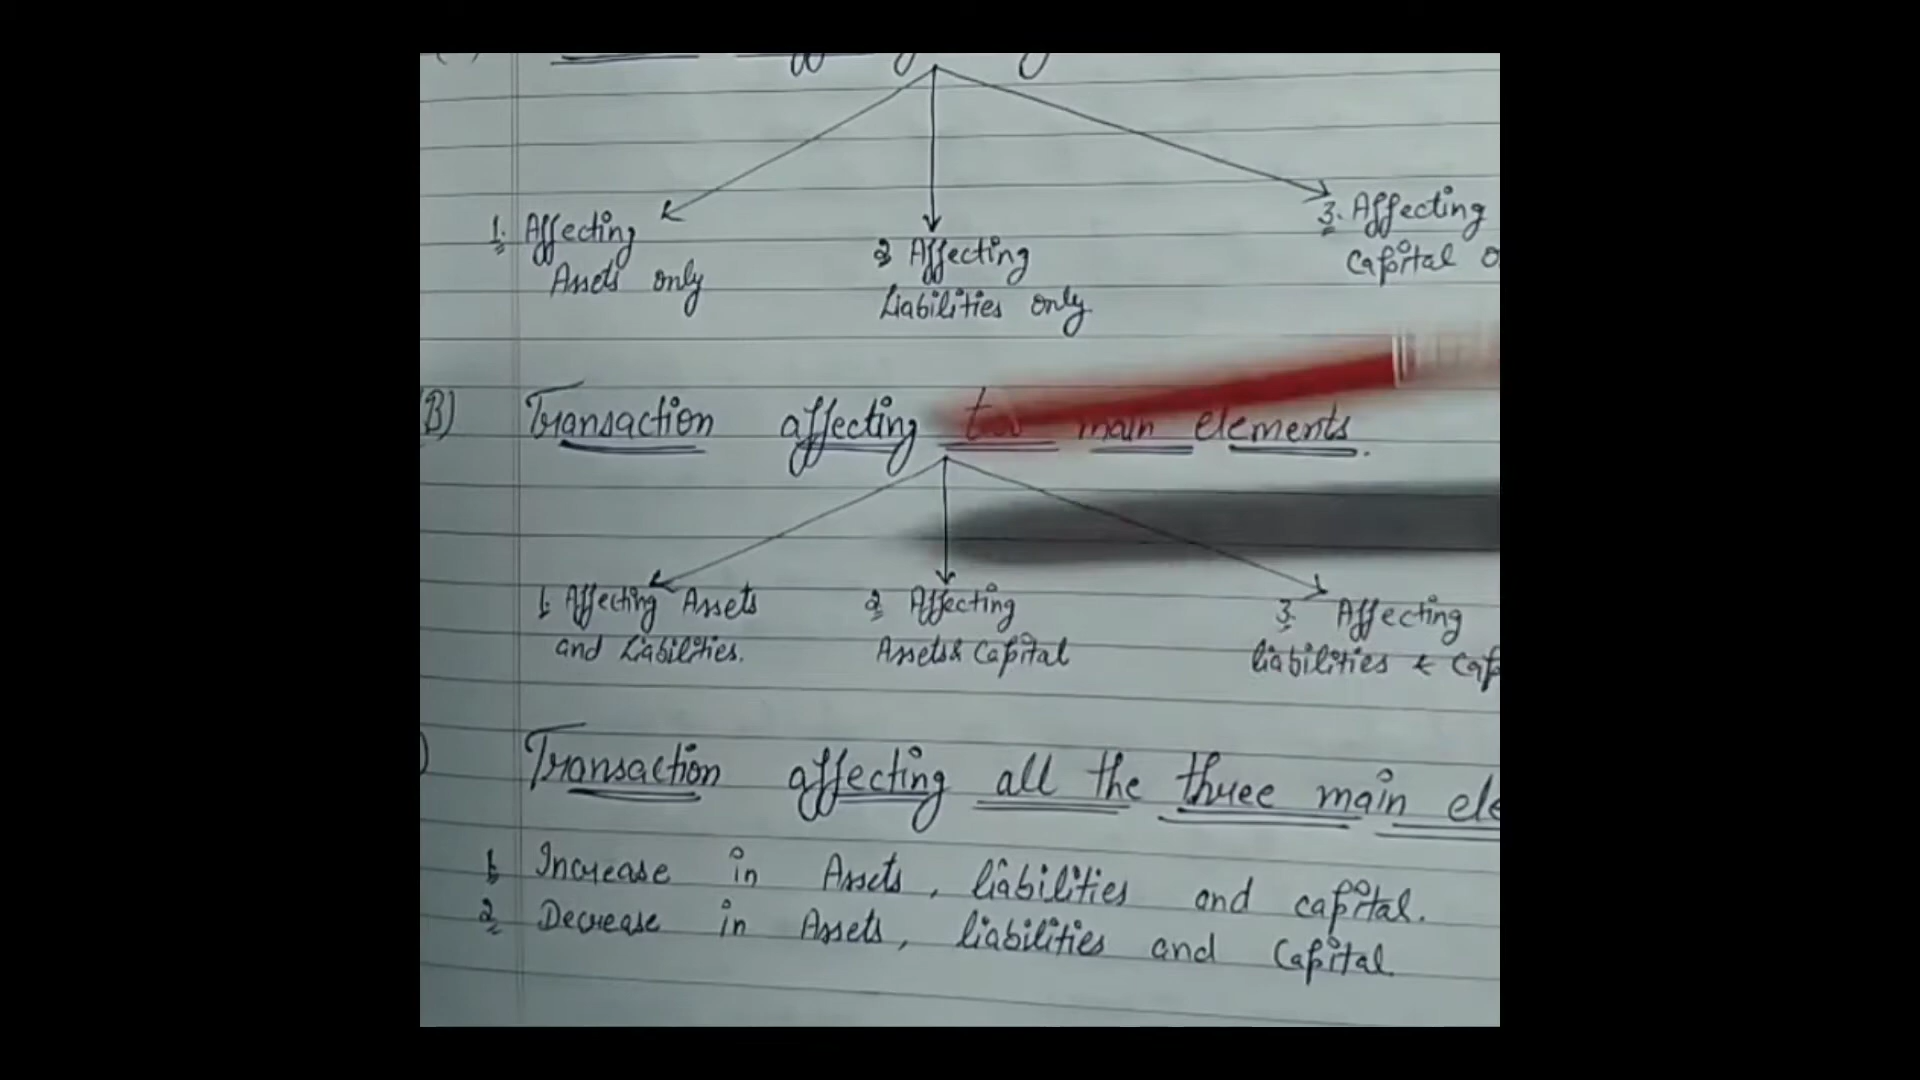 1. Affecting
Assets only
2 Affecting
Liabilities only
3. Affecting
Capital
(B) Transaction affecting two main elements.
1. Affecting Assets
and Liabilities.
2 Affecting
Assets & Capital
3. Affecting
liabilities &
Transaction affecting all the three main
1. Increase in Assets, liabilities and capital.
2 Decrease in Assets, liabilities and Capital